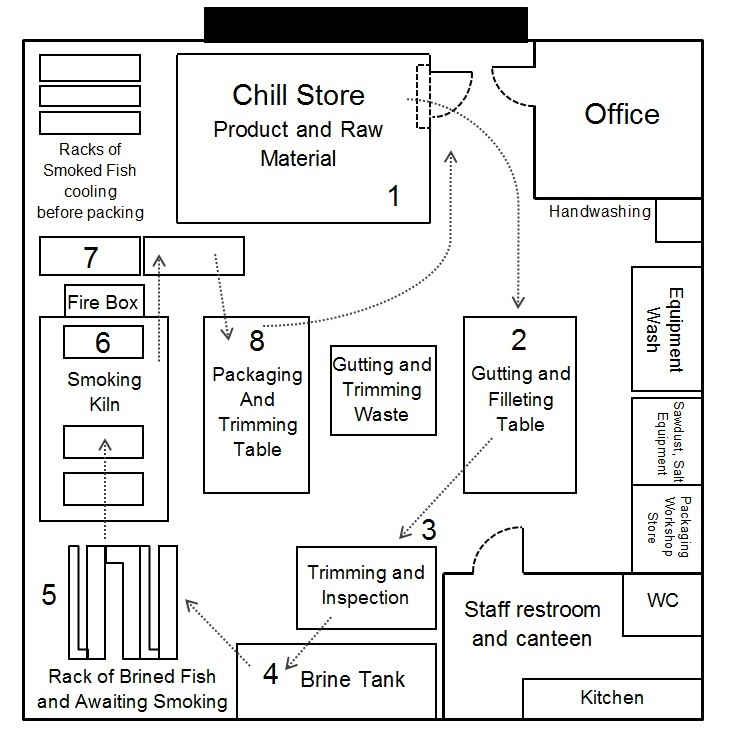 Chill Store
Product and Raw
Material
1
Office
Racks of
Smoked Fish
cooling
before packing
Handwashing
7
Fire Box
6
Smoking
Kiln
8
Packaging
And
Trimming
Table
Gutting and
Trimming
Waste
2
Gutting and
Filleting
Table
Equipment
Wash
Sawdust, Salt
Equipment
Packaging
Workshop
Store
3
Trimming and
Inspection
5
Rack of Brined Fish
and Awaiting Smoking
4
Brine Tank
Staff restroom
and canteen
WC
Kitchen